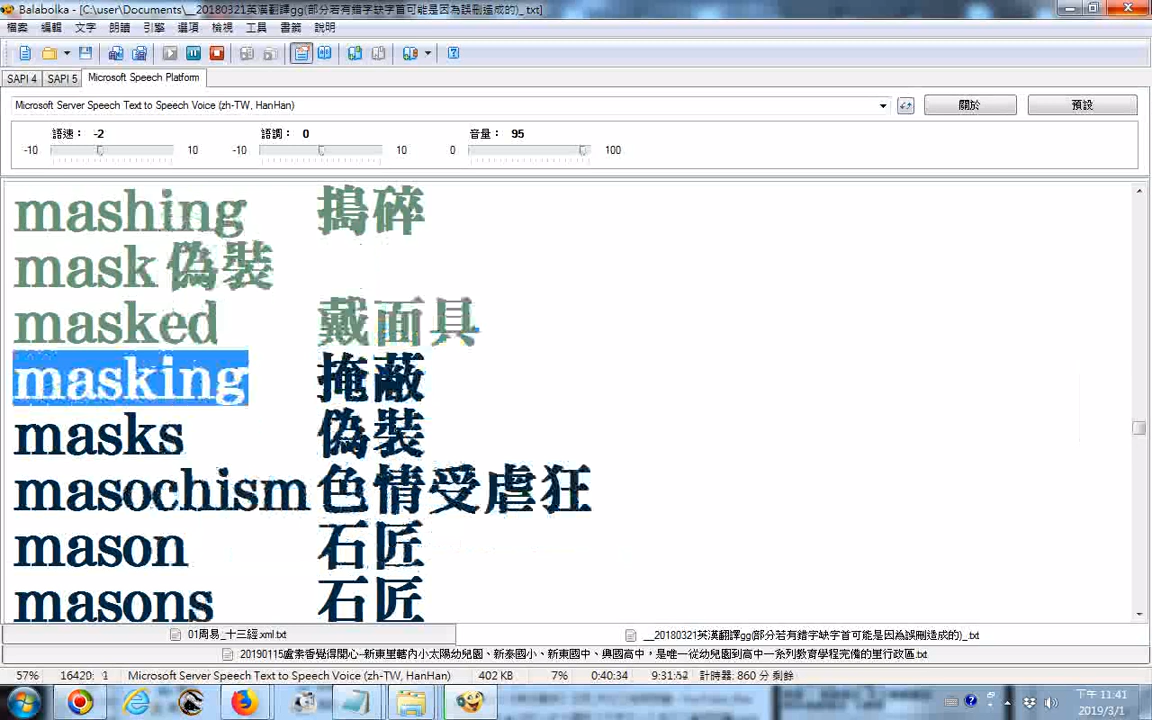 Balabolka - [C:\user\Documents\__20180321英漢翻譯gg(部分若有錯字缺字首可能是因為誤刪造成的)_.txt]
檔案 編輯 文字 朗讀 引擎 選項 檢視 工具 書籤 說明
SAPI 4 SAPI 5 Microsoft Speech Platform
Microsoft Server Speech Text to Speech Voice (zh-TW, HanHan) 關於 預設
語速： -2 語調： 0 音量： 95
-10 10 -10 10 0 100
mashing 搗碎
mask 偽裝
masked 戴面具
masking 掩蔽
masks 偽裝
masochism 色情受虐狂
mason 石匠
masons 石匠
01周易_十三經.xml.txt __20180321英漢翻譯gg(部分若有錯字缺字首可能是因為誤刪造成的)_.txt
20190115盧素香覺得開心─新東里轄內小太陽幼兒園、新泰國小、新東國中、興國高中，是唯一從幼兒園到高中一系列教育學程完備的里行政區.txt
57% 16420: 1 Microsoft Server Speech Text to Speech Voice (zh-TW, HanHan) 402 KB 7% 0:40:34 9:31:52 計時器: 860 分 剩餘
下午 11:41
2019/3/1